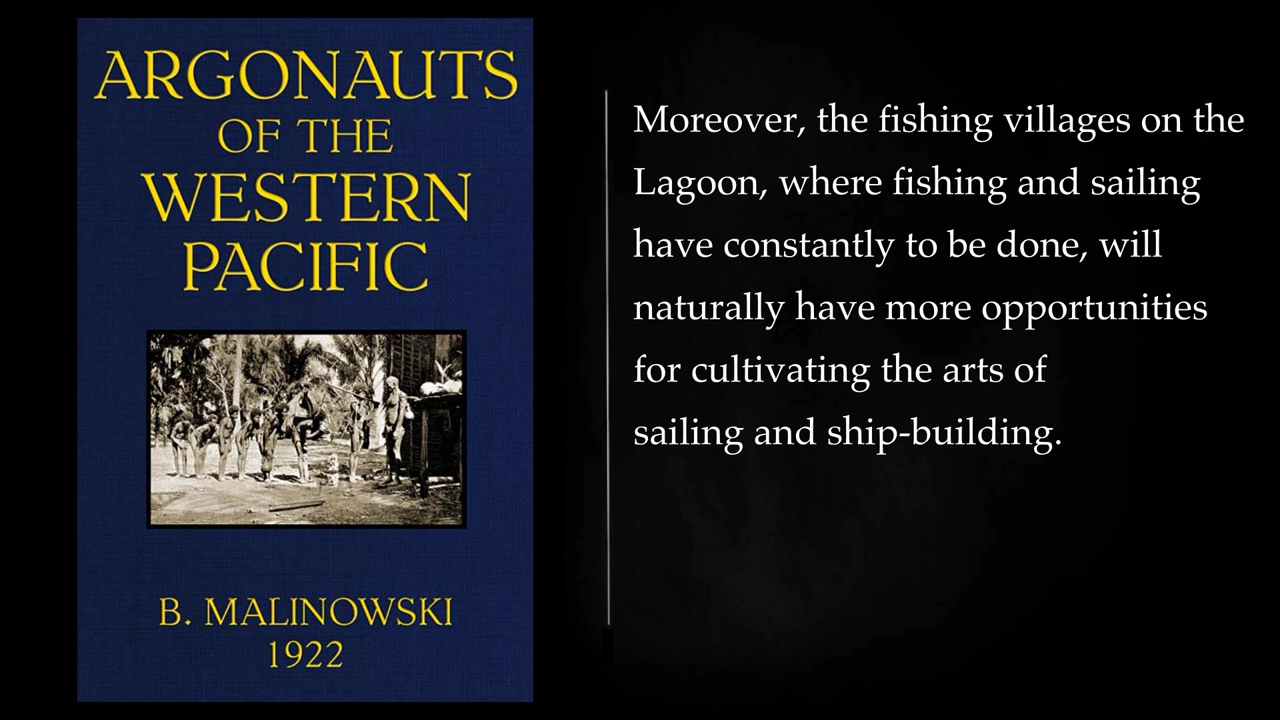 ARGONAUTS
OF THE
WESTERN
PACIFIC
B. MALINOWSKI
1922
Moreover, the fishing villages on the
Lagoon, where fishing and sailing
have constantly to be done, will
naturally have more opportunities
for cultivating the arts of
sailing and ship-building.